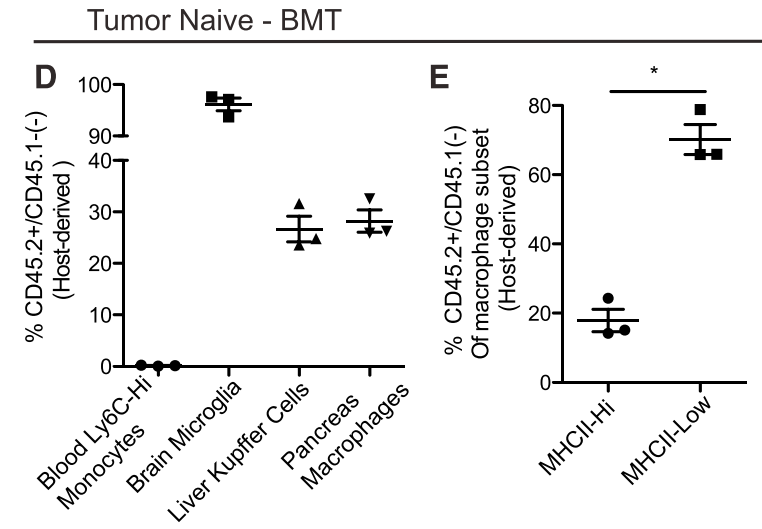 Tumor Naive - BMT
D
% CD45.2+/CD45.1-(-)
(Host-derived )
100
90
40
30
20
10
0
Blood Ly6C-Hi
Monocytes
Brain Microglia
Liver Kupffer Cells
Pancreas
Macrophages
E
*
% CD45.2+/CD45.1(-)
Of macrophage subset
(Host-derived)
80
60
40
20
0
MHCII-Hi
MHCII-Low